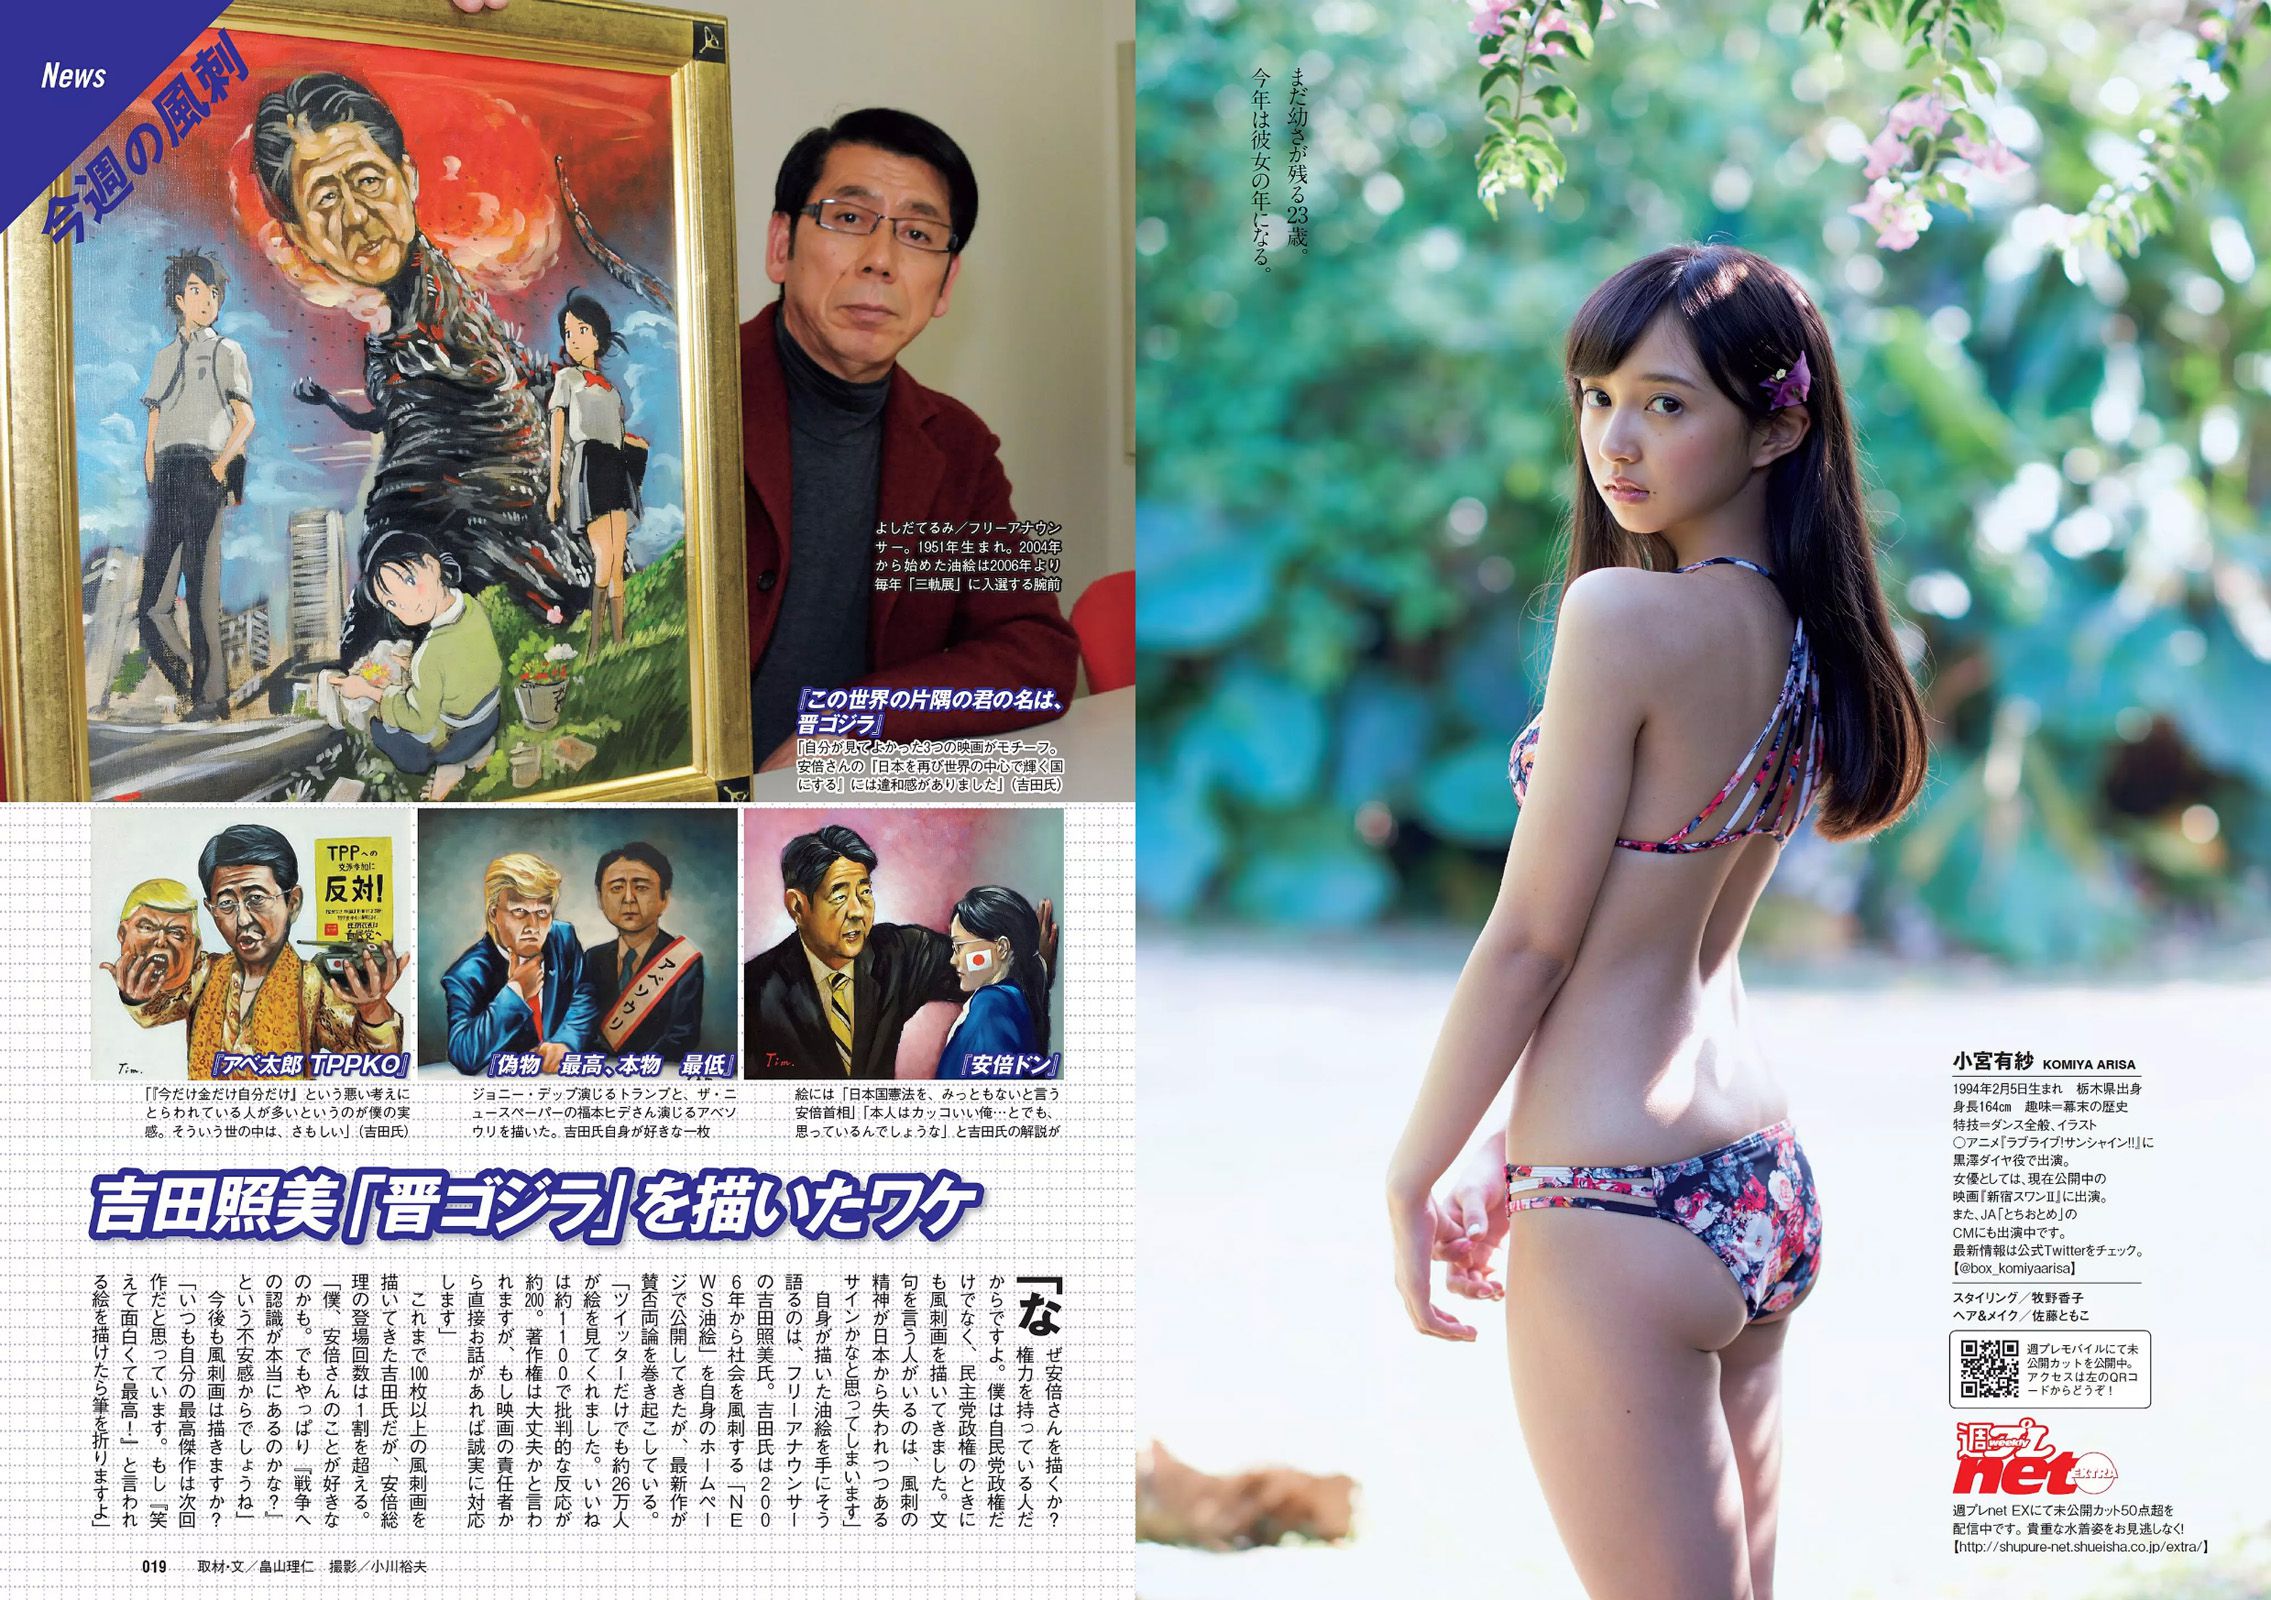 まだ幼さが残る23歳。
今年は彼女の年になる。
小宮有紗 KOMIYA ARISA
1994年2月5日生まれ　栃木県出身
身長164㎝　趣味＝幕末の歴史
特技＝ダンス全般、イラスト
○アニメ『ラブライブ!サンシャイン!!』に
黒澤ダイヤ役で出演。
女優としては、現在公開中の
映画『新宿スワンⅡ』に出演。
また、JA「とちおとめ」の
CMにも出演中です。
最新情報は公式Twitterをチェック。
【@box_komiyaarisa】
スタイリング／牧野香子
ヘア&メイク／佐藤ともこ
週プレモバイルにて未
公開カットを公開中。
アクセスは左のQRコ
ードからどうぞ！
週プレ
weekly
net EXTRA
週プレnet EXにて未公開カット50点超を
配信中です。貴重な水着姿をお見逃しなく!
【http://shupure-net.shueisha.co.jp/extra/】
News
今週の風刺
よしだてるみ／フリーアナウン
サー。1951年生まれ。2004年
から始めた油絵は2006年より
毎年「三軌展」に入選する腕前
『この世界の片隅の君の名は、
晋ゴジラ』
「自分が見てよかった3つの映画がモチーフ。
安倍さんの『日本を再び世界の中心で輝く国
にする』には違和感がありました」（吉田氏）
TPPへの
交渉参加に
反対!
自民党へ
Tim.
『アベ太郎 TPPKO』
「『今だけ金だけ自分だけ』という悪い考えに
とらわれている人が多いというのが僕の実
感。そういう世の中は、さもしい」（吉田氏）
アベソウリ
『偽物　最高、本物　最低』
ジョニー・デップ演じるトランプと、ザ・ニ
ュースペーパーの福本ヒデさん演じるアベソ
ウリを描いた。吉田氏自身が好きな一枚
Tim.
『安倍ドン』
絵には「日本国憲法を、みっともないと言う
安倍首相」「本人はカッコいい俺…とでも、
思っているんでしょうな」と吉田氏の解説が
吉田照美「晋ゴジラ」を描いたワケ
「なぜ安倍さんを描くか？
権力を持っている人だ
からですよ。僕は自民党政権だ
けでなく、民主党政権のときに
も風刺画を描いてきました。文
句を言う人がいるのは、風刺の
精神が日本から失われつつある
サインかなと思ってしまいます」
自身が描いた油絵を手にそう
語るのは、フリーアナウンサー
の吉田照美氏。吉田氏は200
6年から社会を風刺する「NE
WS油絵」を自身のホームペー
ジで公開してきたが、最新作が
賛否両論を巻き起こしている。
「ツイッターだけでも約26万人
が絵を見てくれました。いいね
は約1100で批判的な反応が
約200。著作権は大丈夫かと言わ
れますが、もし映画の責任者か
ら直接お話があれば誠実に対応
します」
これまで100枚以上の風刺画を
描いてきた吉田氏だが、安倍総
理の登場回数は1割を超える。
「僕、安倍さんのことが好きな
のかも。でもやっぱり『戦争へ
の認識が本当にあるのかな？』
という不安感からでしょうね」
今後も風刺画は描きますか？
「いつも自分の最高傑作は次回
作だと思っています。もし『笑
えて面白くて最高！』と言われ
る絵を描けたら筆を折りますよ」
019　取材・文／畠山理仁　撮影／小川裕夫